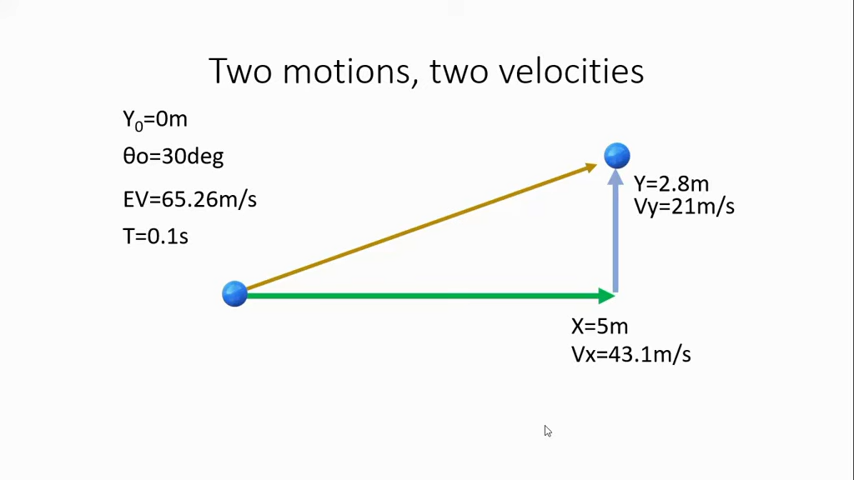 Two motions, two velocities
Y₀=0m
θo=30deg
EV=65.26m/s
T=0.1s
Y=2.8m
Vy=21m/s
X=5m
Vx=43.1m/s